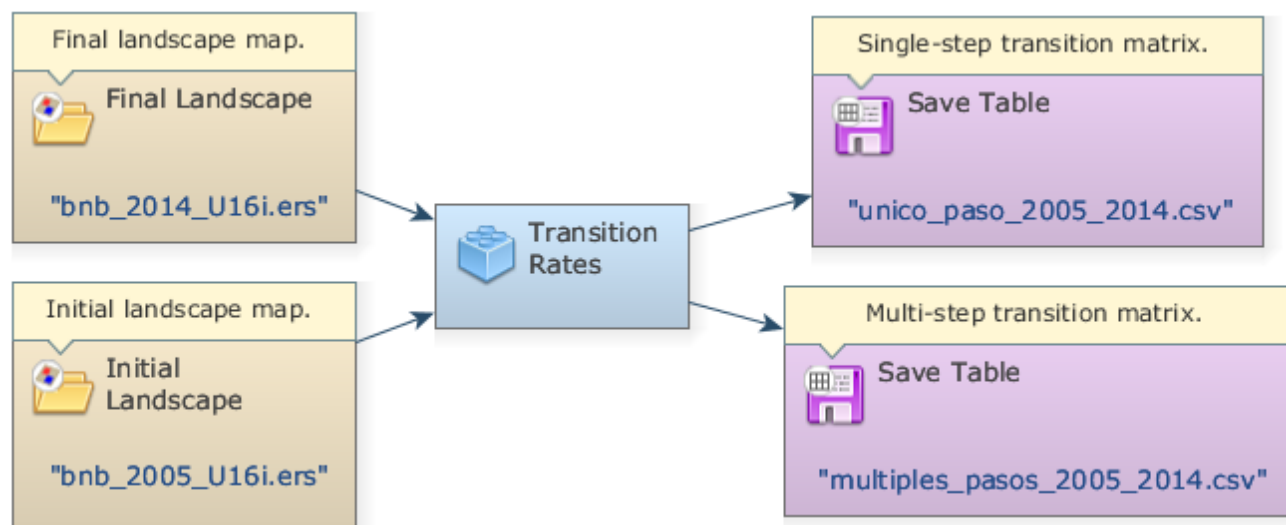 Final landscape map.
Final Landscape
"bnb_2014_U16i.ers"
Initial landscape map.
Initial
Landscape
"bnb_2005_U16i.ers"
Transition
Rates
Single-step transition matrix.
Save Table
"unico_paso_2005_2014.csv"
Multi-step transition matrix.
Save Table
"multiples_pasos_2005_2014.csv"